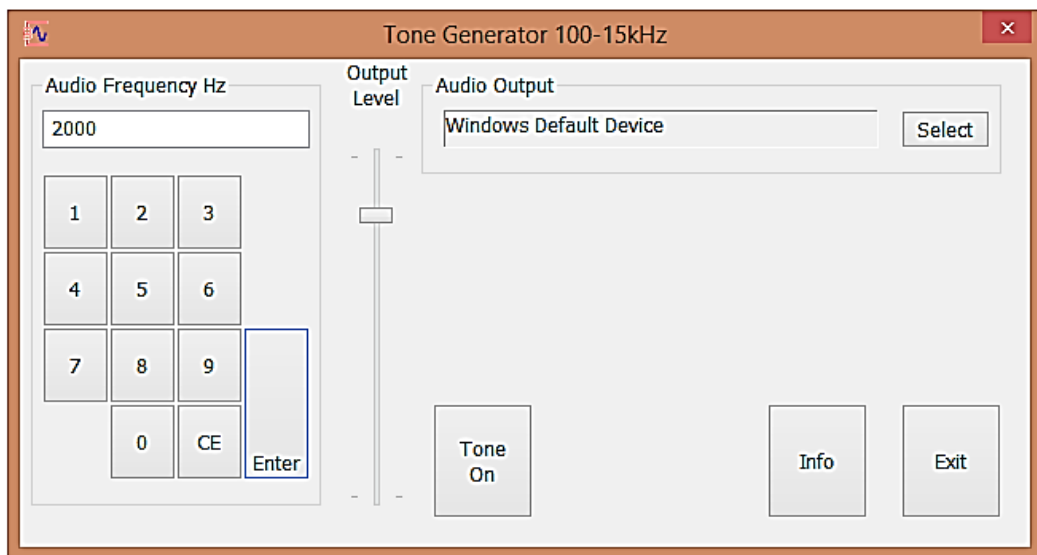 Tone Generator 100-15kHz
Audio Frequency Hz
2000
1 2 3
4 5 6
7 8 9
0 CE Enter
Output
Level
Audio Output
Windows Default Device Select
Tone
On
Info
Exit